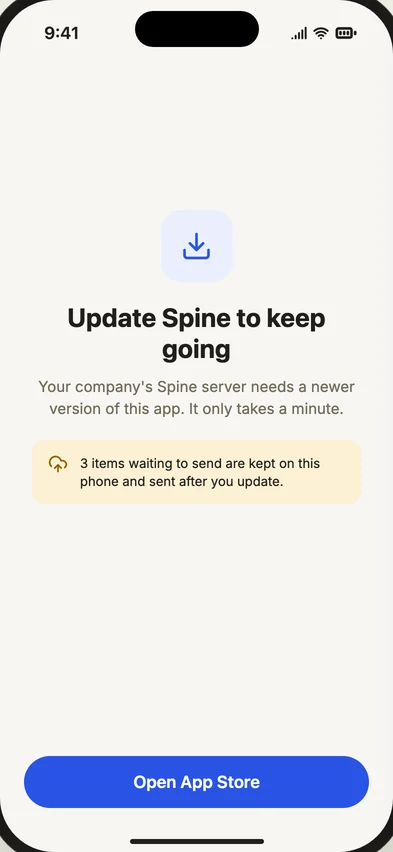 9:41
Update Spine to keep
going
Your company's Spine server needs a newer
version of this app. It only takes a minute.
3 items waiting to send are kept on this
phone and sent after you update.
Open App Store